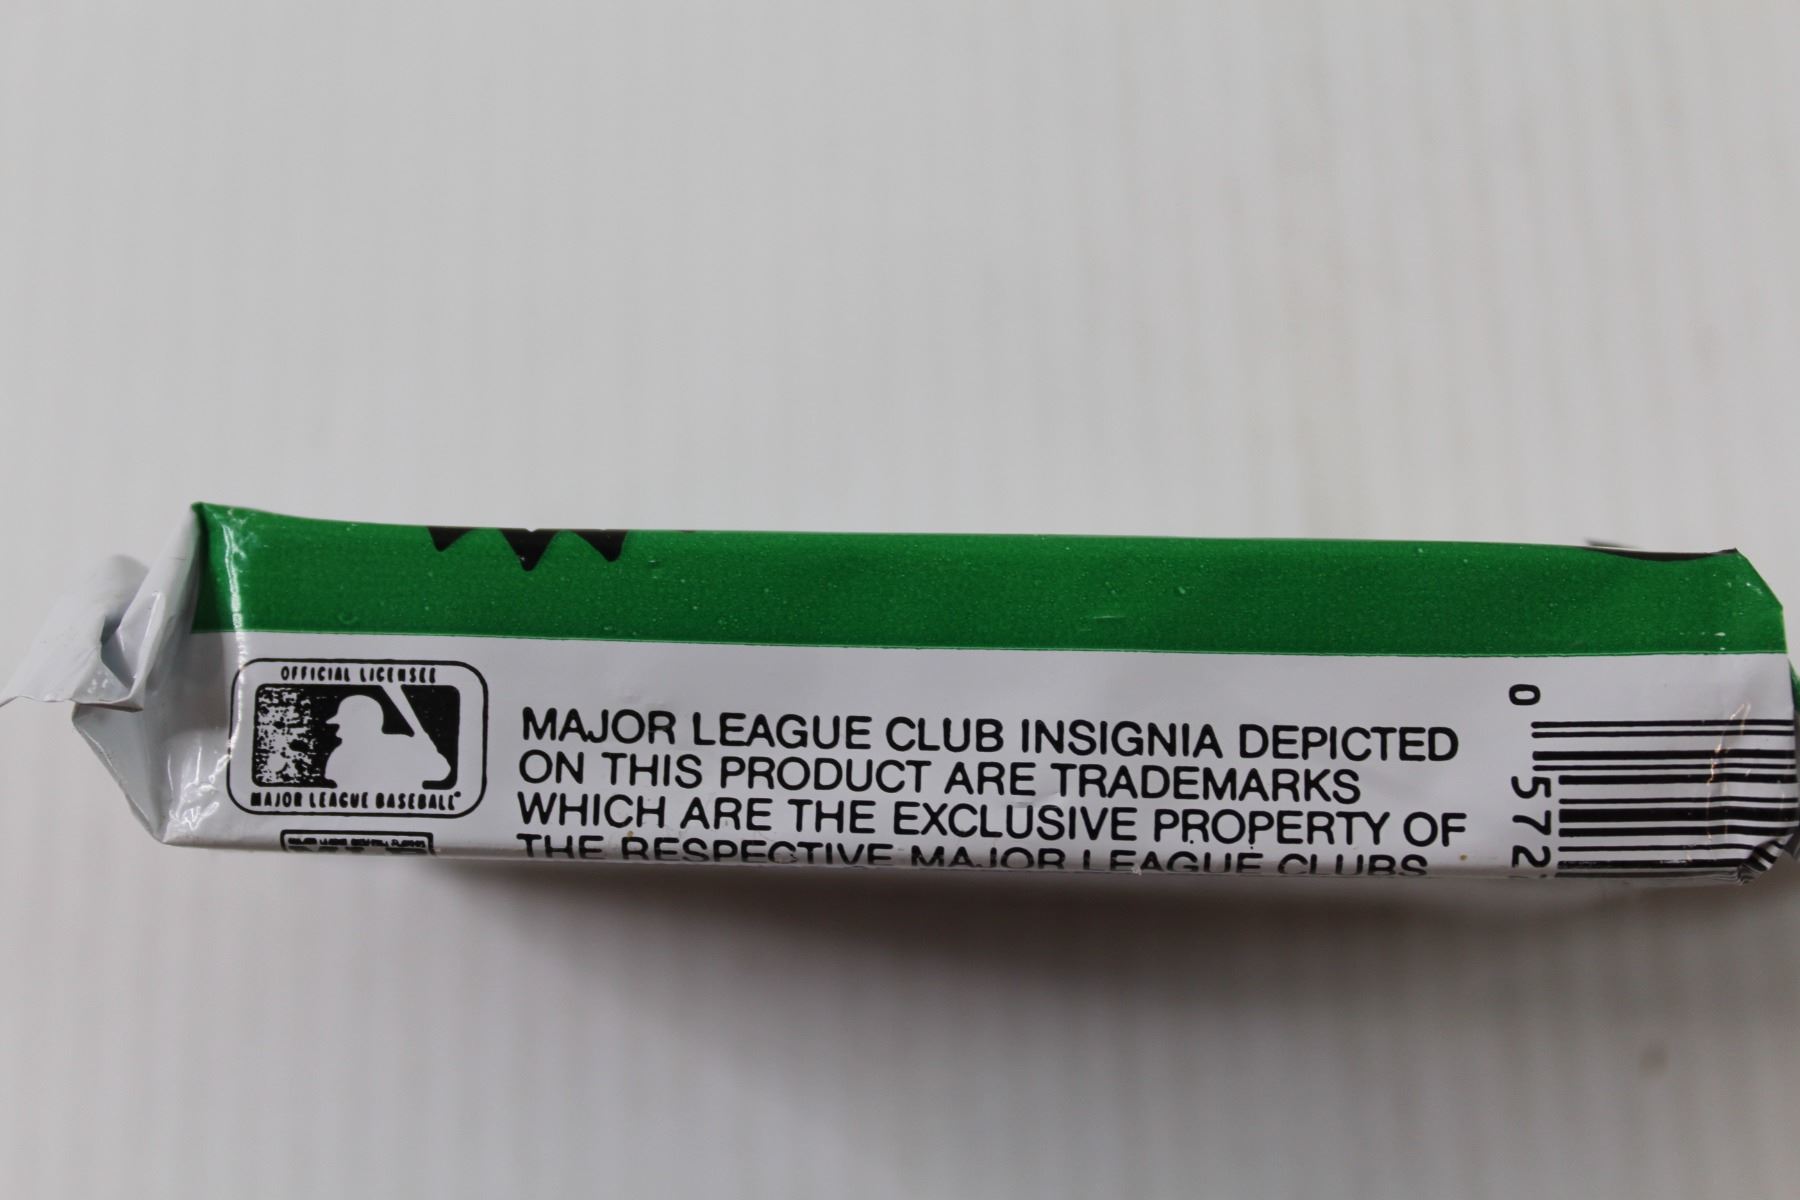 OFFICIAL LICENSEE
MAJOR LEAGUE BASEBALL
MAJOR LEAGUE CLUB INSIGNIA DEPICTED
ON THIS PRODUCT ARE TRADEMARKS
WHICH ARE THE EXCLUSIVE PROPERTY OF
THE RESPECTIVE MAJOR LEAGUE CLUBS
0 572